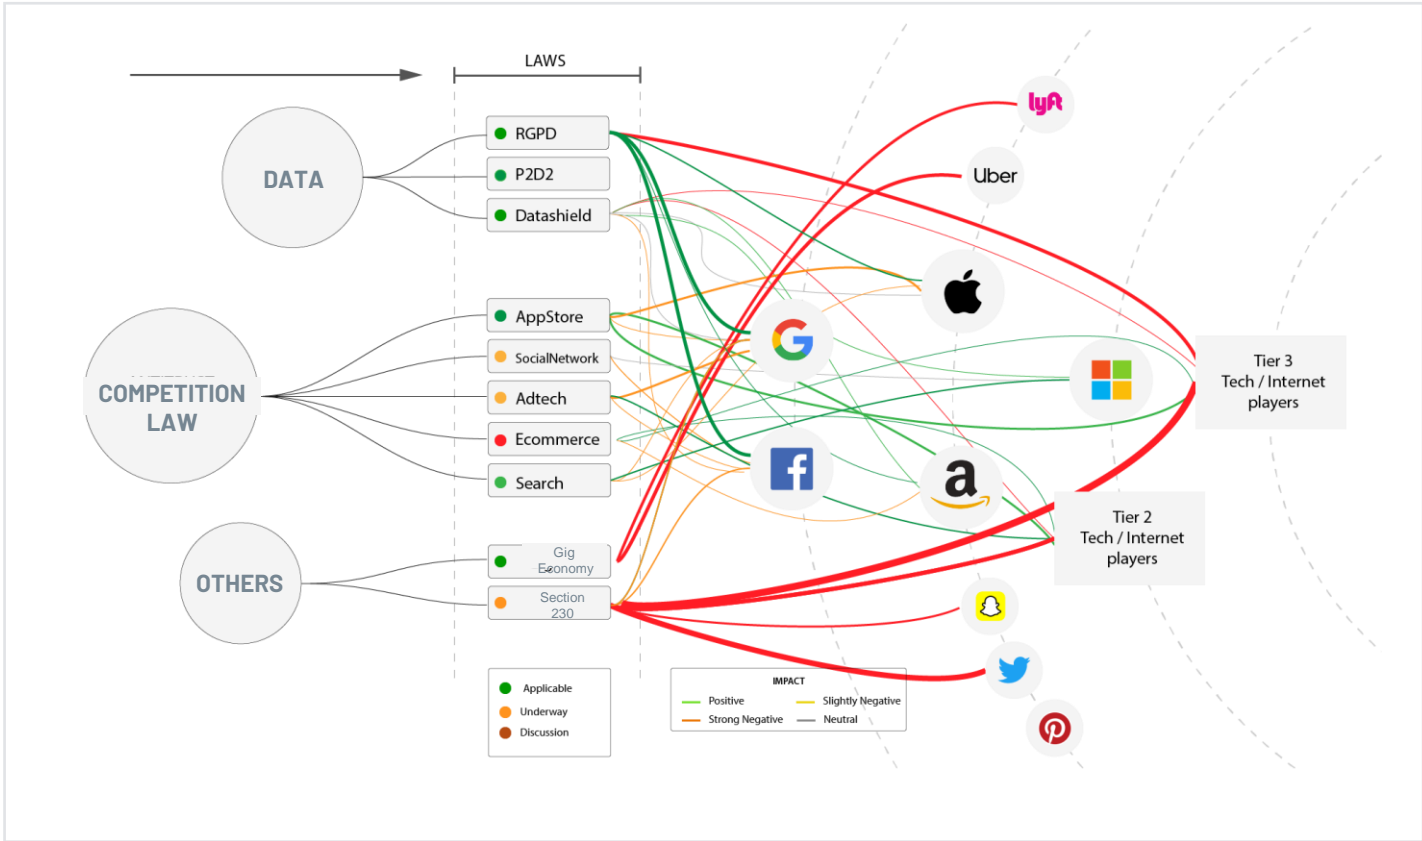 LAWS
DATA
RGPD
P2D2
Datashield
COMPETITION
LAW
AppStore
SocialNetwork
Adtech
Ecommerce
Search
OTHERS
Gig
Economy
Section
230
lyft
Uber
a
Tier 3
Tech / Internet
players
Tier 2
Tech / Internet
players
Applicable
Underway
Discussion
IMPACT
Positive
Slightly Negative
Strong Negative
Neutral